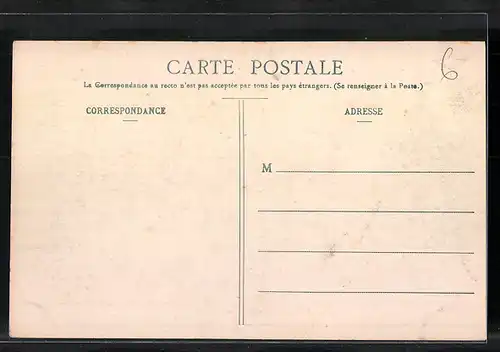 CARTE POSTALE
6
La Correspondance au recto n'est pas acceptée par tous les pays étrangers. (Se renseigner à la Poste.)
CORRESPONDANCE
ADRESSE
M